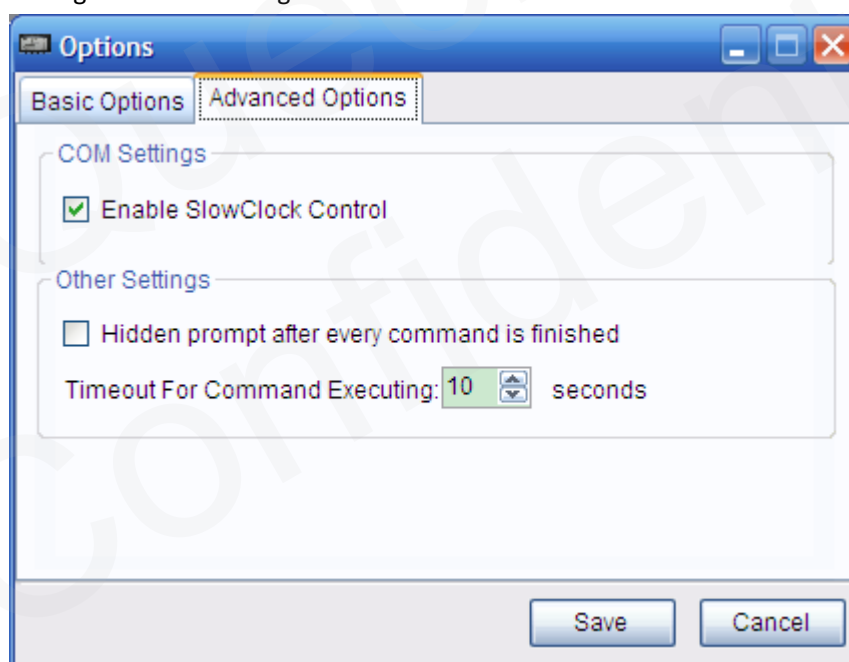 Options
Basic Options Advanced Options
COM Settings
Enable SlowClock Control
Other Settings
Hidden prompt after every command is finished
Timeout For Command Executing: 10 seconds
Save Cancel